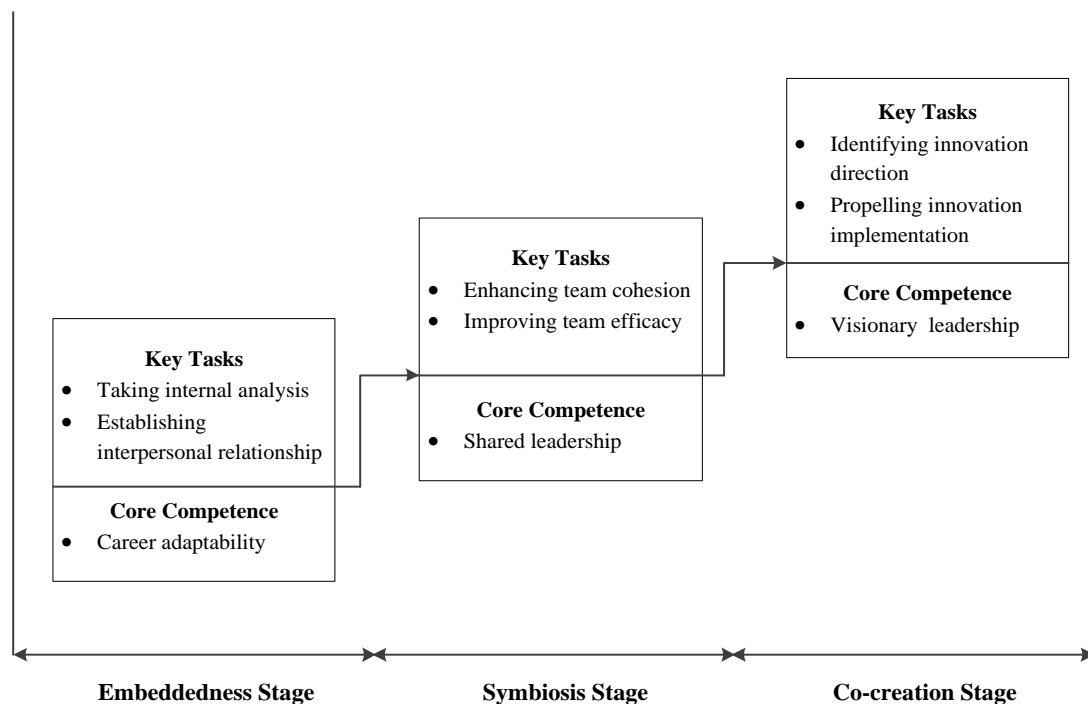 Key Tasks
• Taking internal analysis
• Establishing
interpersonal relationship
Core Competence
• Career adaptability
Key Tasks
• Enhancing team cohesion
• Improving team efficacy
Core Competence
• Shared leadership
Key Tasks
• Identifying innovation
direction
• Propelling innovation
implementation
Core Competence
• Visionary leadership
Embeddedness Stage
Symbiosis Stage
Co-creation Stage